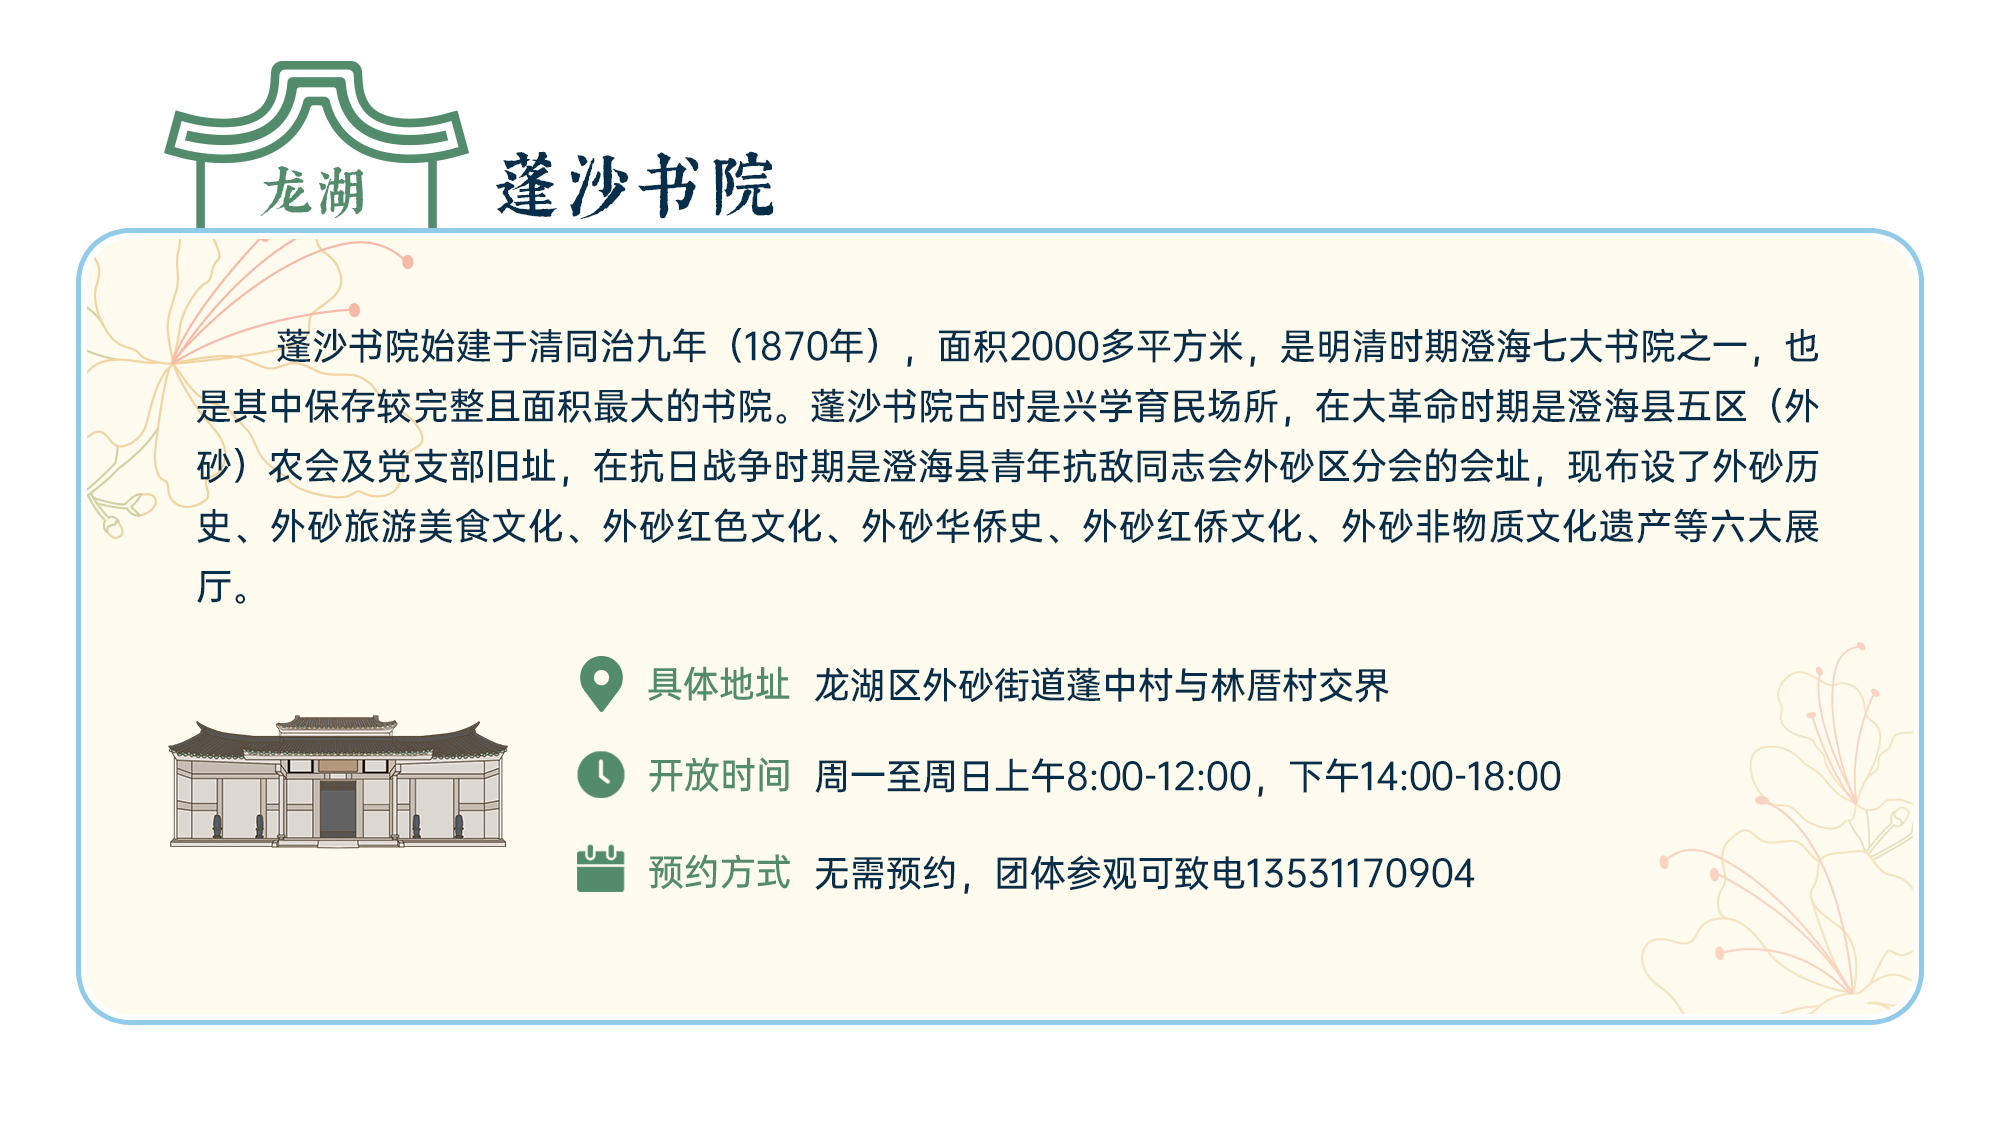 龙湖
蓬沙书院
蓬沙书院始建于清同治九年（1870年），面积2000多平方米，是明清时期澄海七大书院之一，也
是其中保存较完整且面积最大的书院。蓬沙书院古时是兴学育民场所，在大革命时期是澄海县五区（外
砂）农会及党支部旧址，在抗日战争时期是澄海县青年抗敌同志会外砂区分会的会址，现布设了外砂历
史、外砂旅游美食文化、外砂红色文化、外砂华侨史、外砂红侨文化、外砂非物质文化遗产等六大展
厅。
具体地址 龙湖区外砂街道蓬中村与林厝村交界
开放时间 周一至周日上午8:00-12:00，下午14:00-18:00
预约方式 无需预约，团体参观可致电13531170904